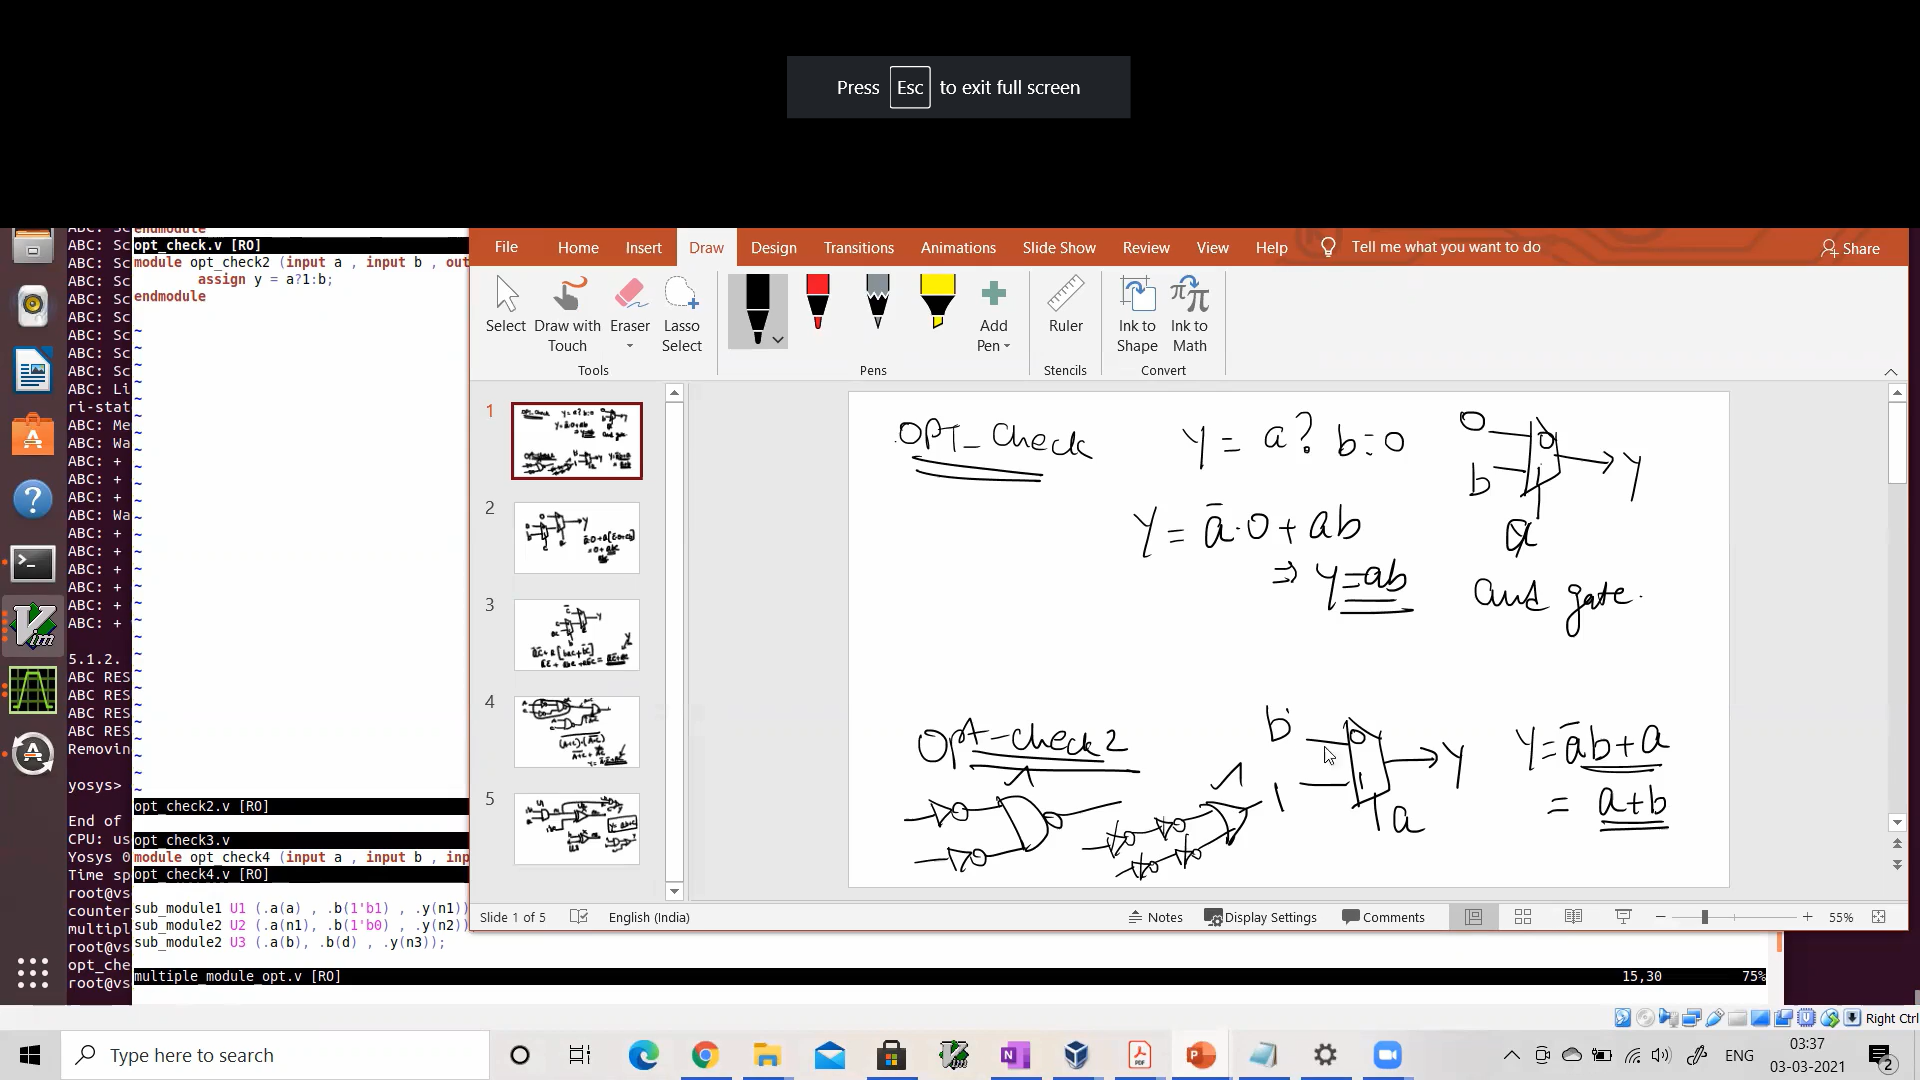 Press Esc to exit full screen
endmodule
opt_check.v [RO]
module opt_check2 (input a , input b , out
assign y = a?1:b;
endmodule
~
opt_check2.v [RO]
opt_check3.v
module opt_check4 (input a , input b , inp
opt_check4.v [RO]
sub_module1 U1 (.a(a) , .b(1'b1) , .y(n1))
sub_module2 U2 (.a(n1), .b(1'b0) , .y(n2))
sub_module2 U3 (.a(b), .b(d) , .y(n3));
multiple_module_opt.v [RO]
15,30
75%
ABC: Sc
ABC: Sc
ABC: Sc
ABC: Sc
ABC: Sc
ABC: Sc
ABC: Sc
ABC: Li
ri-stat
ABC: Me
ABC: Wa
ABC: +
ABC: +
ABC: +
ABC: Wa
ABC: +
ABC: +
ABC: +
ABC: +
ABC: +
ABC: +
5.1.2.
ABC RES
ABC RES
ABC RES
ABC RES
Removin
yosys>
End of
CPU: us
Yosys 0
Time sp
root@vs
counter
multipl
root@vs
opt_che
root@vs
File Home Insert Draw Design Transitions Animations Slide Show Review View Help Tell me what you want to do Share
Select
Draw with Touch
Eraser
Lasso Select
Tools
Pens
Add Pen
Ruler
Stencils
Ink to Shape
Ink to Math
Convert
1
2
3
4
5
OPT_Check
y = a? b:0
0
0
b
1
y
a
y = a̅·0 + ab
⇒ y=ab
and gate.
Opt-check2
b
0
1
1
y
a
y=a̅b+a
= a+b
Slide 1 of 5 English (India) Notes Display Settings Comments 55%
Right Ctrl
Type here to search
ENG
03:37
03-03-2021
2